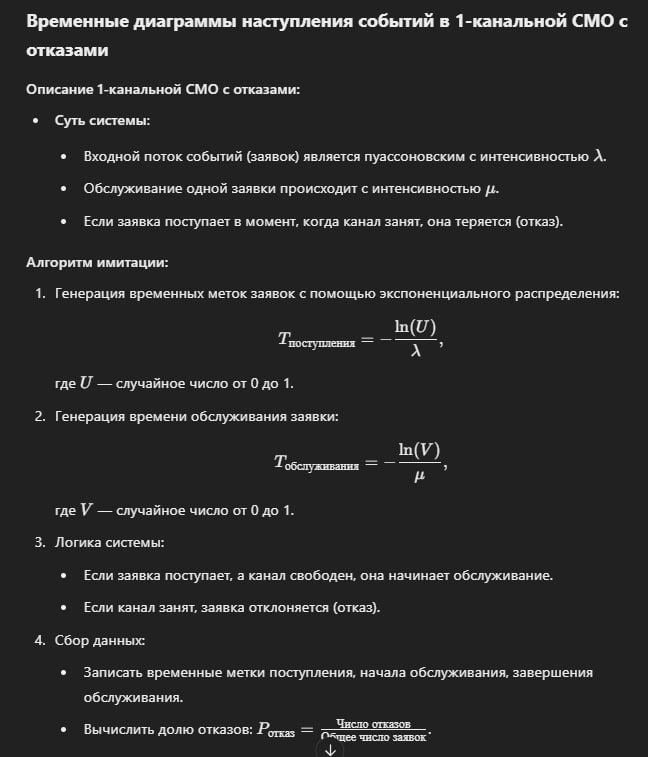 Временные диаграммы наступления событий в 1-канальной СМО с
отказами
Описание 1-канальной СМО с отказами:
• Суть системы:
• Входной поток событий (заявок) является пуассоновским с интенсивностью λ.
• Обслуживание одной заявки происходит с интенсивностью μ.
• Если заявка поступает в момент, когда канал занят, она теряется (отказ).
Алгоритм имитации:
1. Генерация временных меток заявок с помощью экспоненциального распределения:
T_поступления = −ln(U)/λ,
где U — случайное число от 0 до 1.
2. Генерация времени обслуживания заявки:
T_обслуживания = −ln(V)/μ,
где V — случайное число от 0 до 1.
3. Логика системы:
• Если заявка поступает, а канал свободен, она начинает обслуживание.
• Если канал занят, заявка отклоняется (отказ).
4. Сбор данных:
• Записать временные метки поступления, начала обслуживания, завершения
обслуживания.
• Вычислить долю отказов: P_отказ = Число отказов/Общее число заявок.